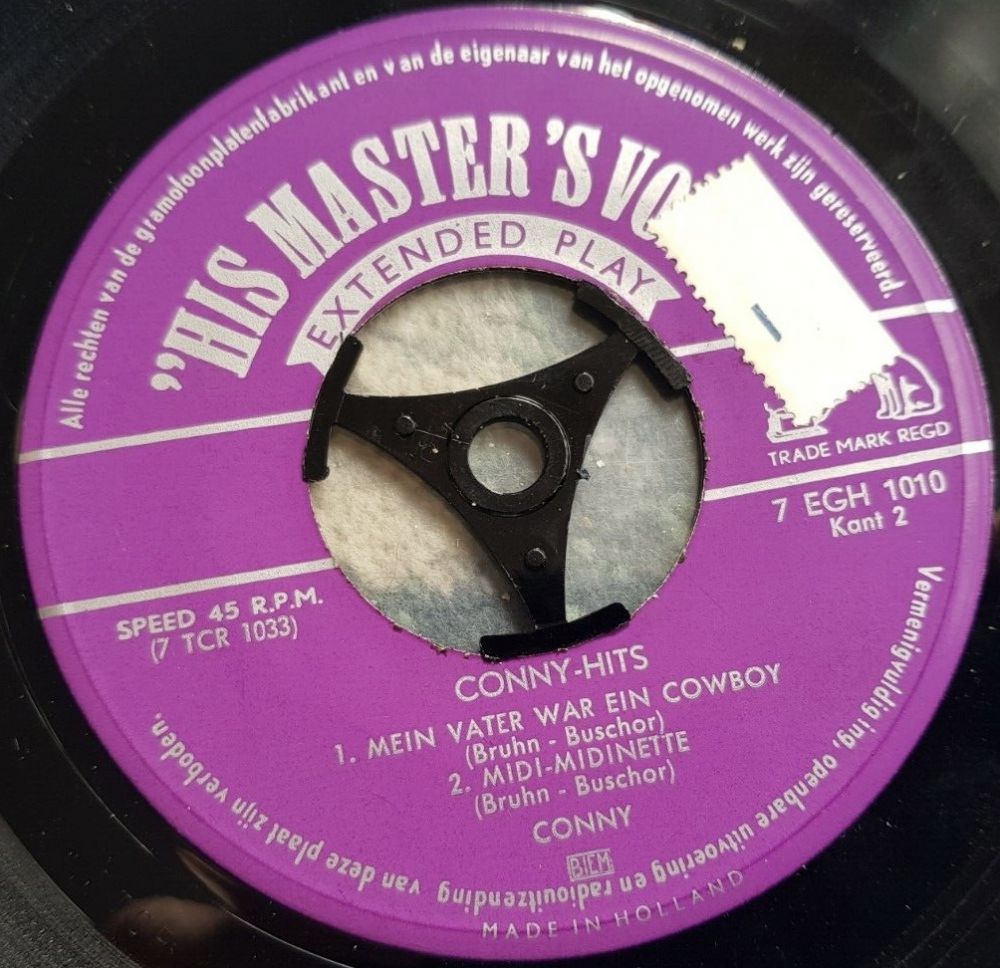 Alle rechten van de gramofoonplatenfabrikant en van de eigenaar van het opgenomen werk zijn gereserveerd.
"HIS MASTER'S VO
EXTENDED PLAY
TRADE MARK REGD
7 EGH 1010
Kant 2
SPEED 45 R.P.M.
(7 TCR 1033)
CONNY-HITS
1. MEIN VATER WAR EIN COWBOY
(Bruhn - Buschor)
2. MIDI-MIDINETTE
(Bruhn - Buschor)
CONNY
BIEM
Vermenigvuldiging, openbare uitvoering en radiouitzending van deze plaat zijn verboden.
MADE IN HOLLAND